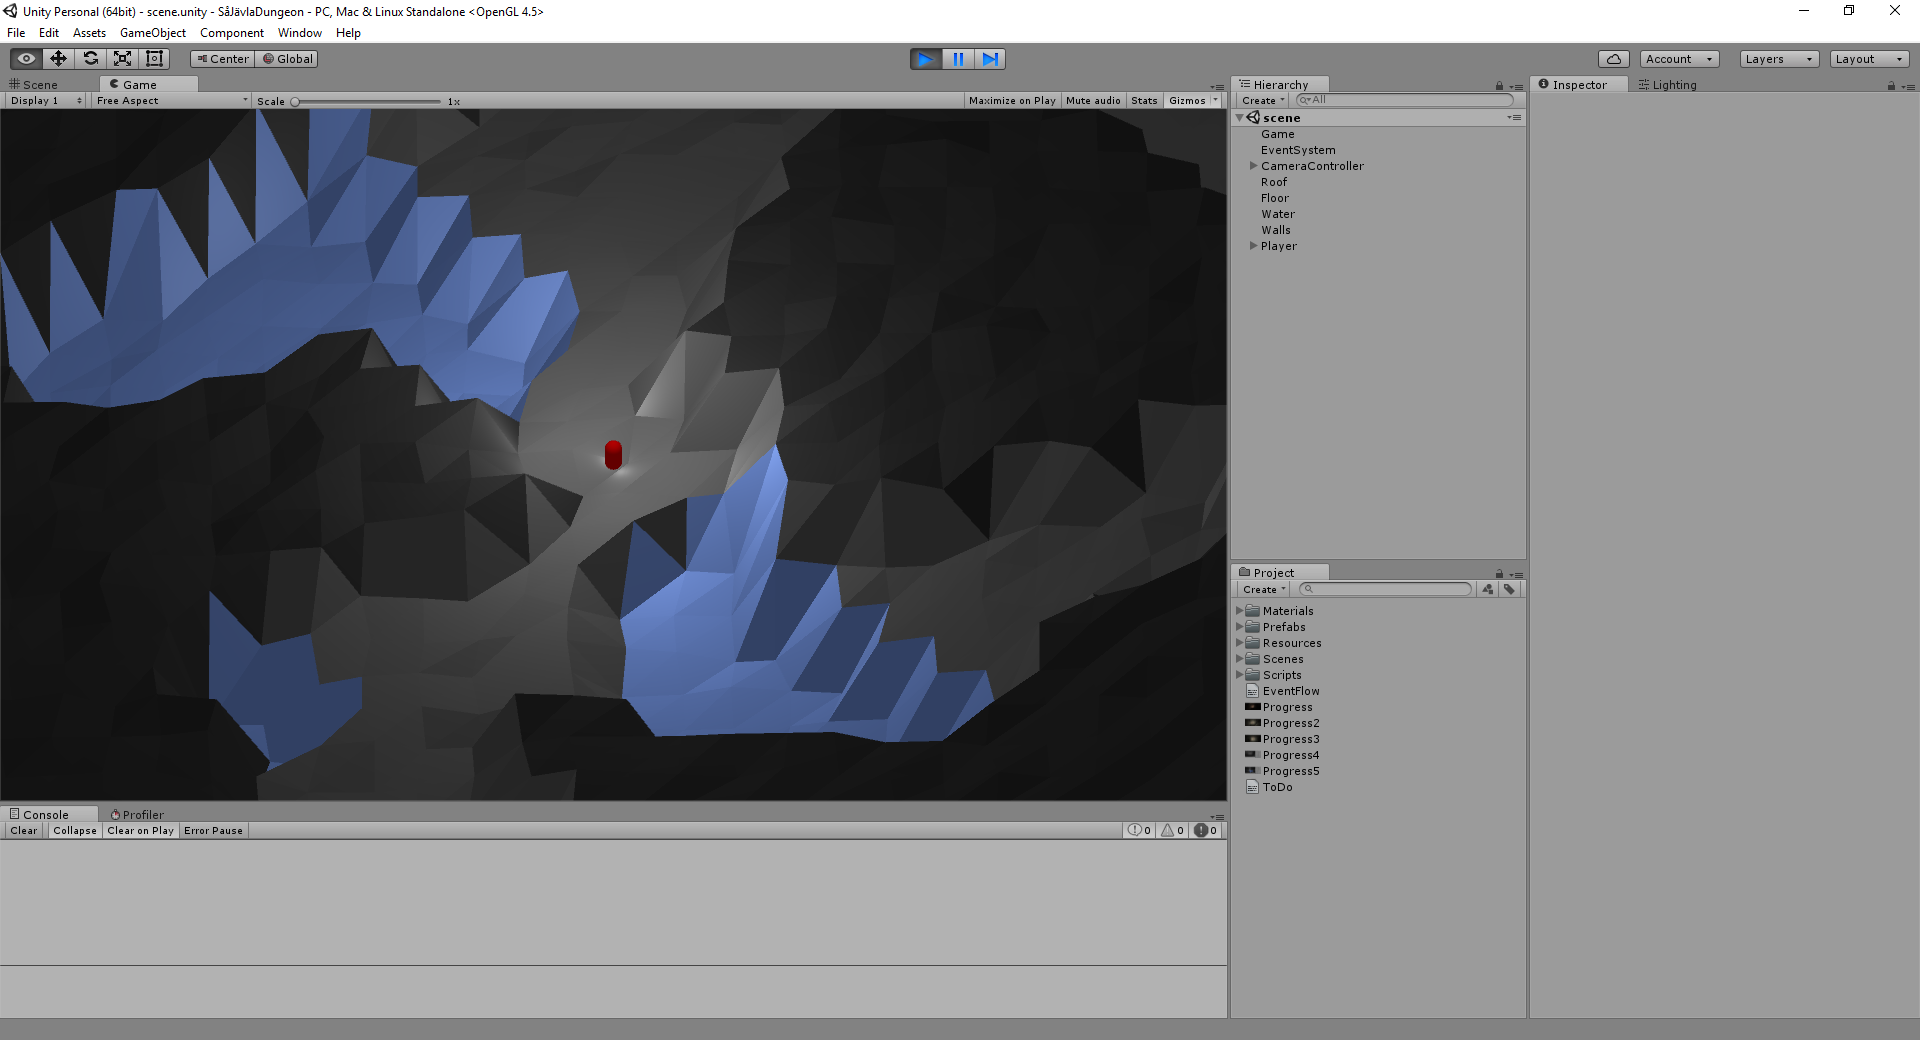 Unity Personal (64bit) - scene.unity - SåJävlaDungeon - PC, Mac & Linux Standalone <OpenGL 4.5>
File Edit Assets GameObject Component Window Help
Center Global Account Layers Layout
Scene Game
Display 1 Free Aspect Scale 1x Maximize on Play Mute audio Stats Gizmos
Hierarchy
Create All
scene
Game
EventSystem
CameraController
Roof
Floor
Water
Walls
Player
Inspector Lighting
Project
Create
Materials
Prefabs
Resources
Scenes
Scripts
EventFlow
Progress
Progress2
Progress3
Progress4
Progress5
ToDo
Console Profiler
Clear Collapse Clear on Play Error Pause 0 0 0